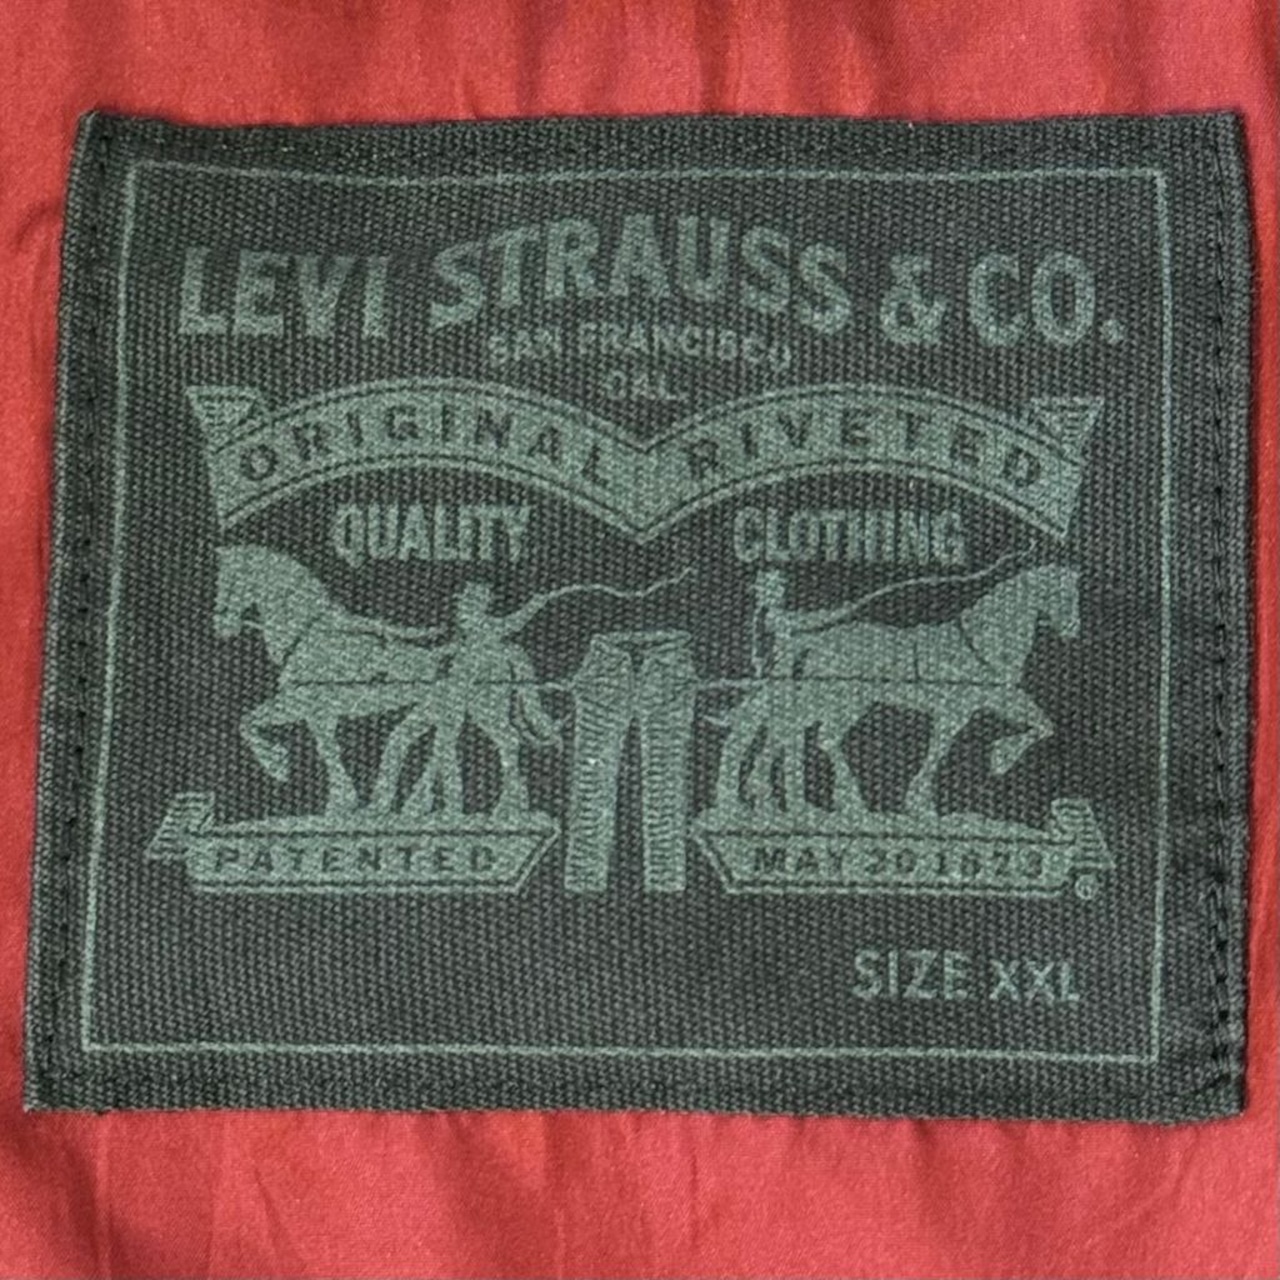 LEVI STRAUSS & CO.
SAN FRANCISCO
CAL
ORIGINAL RIVETED
QUALITY CLOTHING
PATENTED MAY 20 1873
®
SIZE XXL